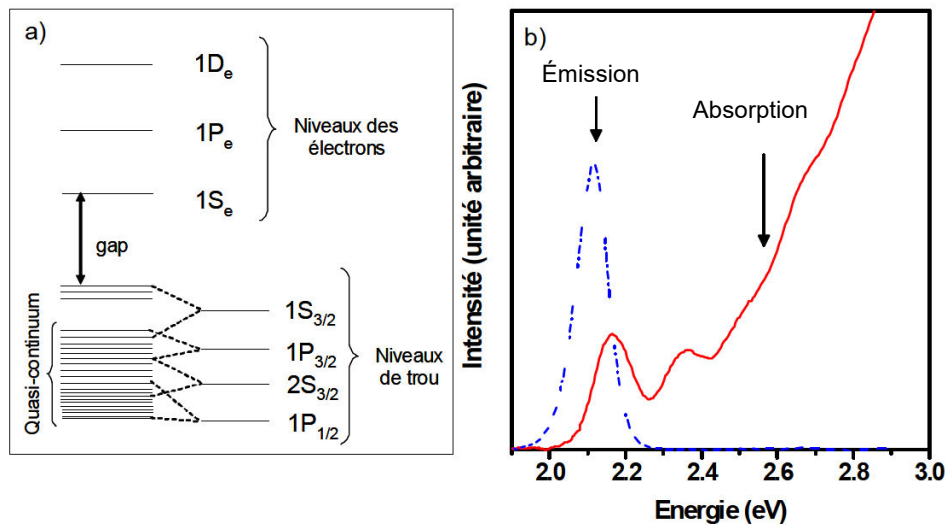 a)
1Dₑ
1Pₑ
1Sₑ
Niveaux des
électrons
gap
Quasi-continuum
1S₃/₂
1P₃/₂
2S₃/₂
1P₁/₂
Niveaux
de trou
b)
Émission
Absorption
Intensité (unité arbitraire)
2.0 2.2 2.4 2.6 2.8 3.0
Energie (eV)